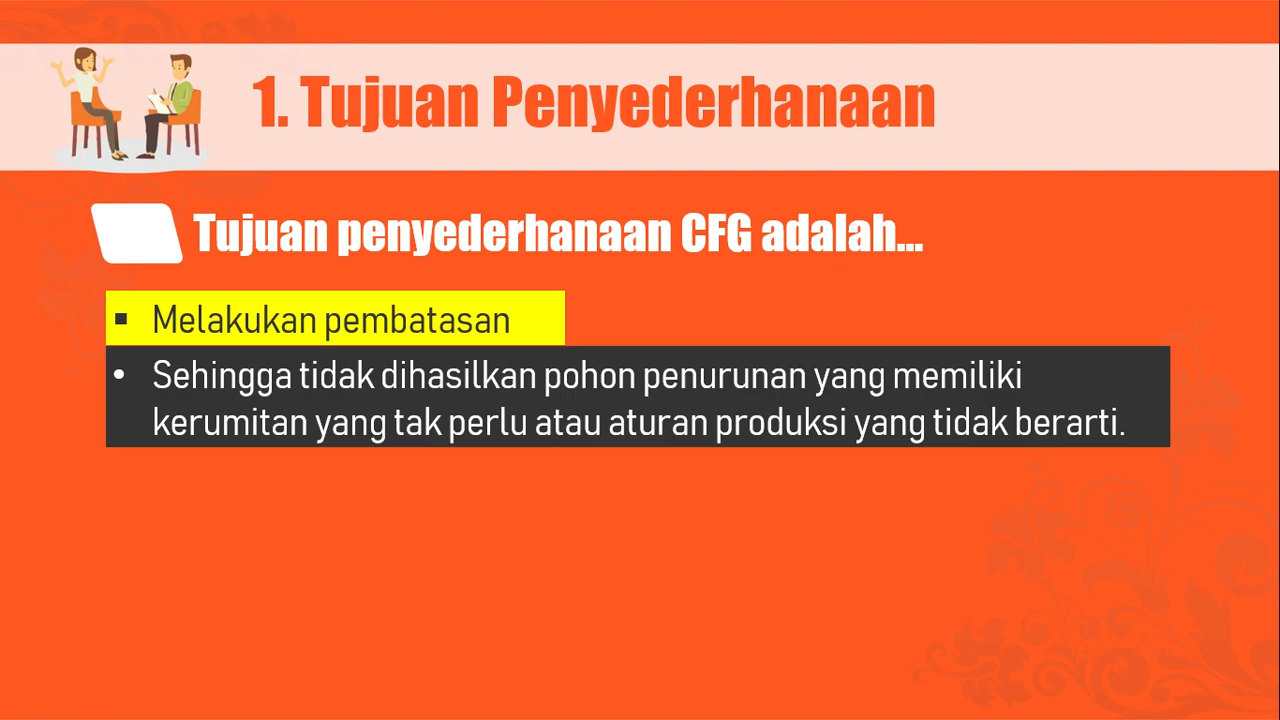 1. Tujuan Penyederhanaan
Tujuan penyederhanaan CFG adalah...
▪ Melakukan pembatasan
• Sehingga tidak dihasilkan pohon penurunan yang memiliki
kerumitan yang tak perlu atau aturan produksi yang tidak berarti.